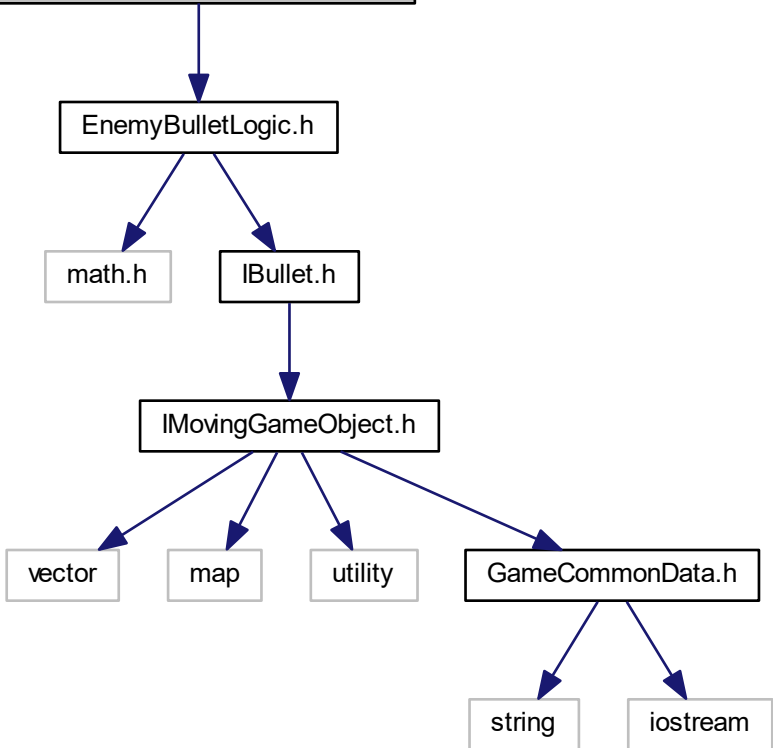 EnemyBulletLogic.h
math.h
IBullet.h
IMovingGameObject.h
vector
map
utility
GameCommonData.h
string
iostream